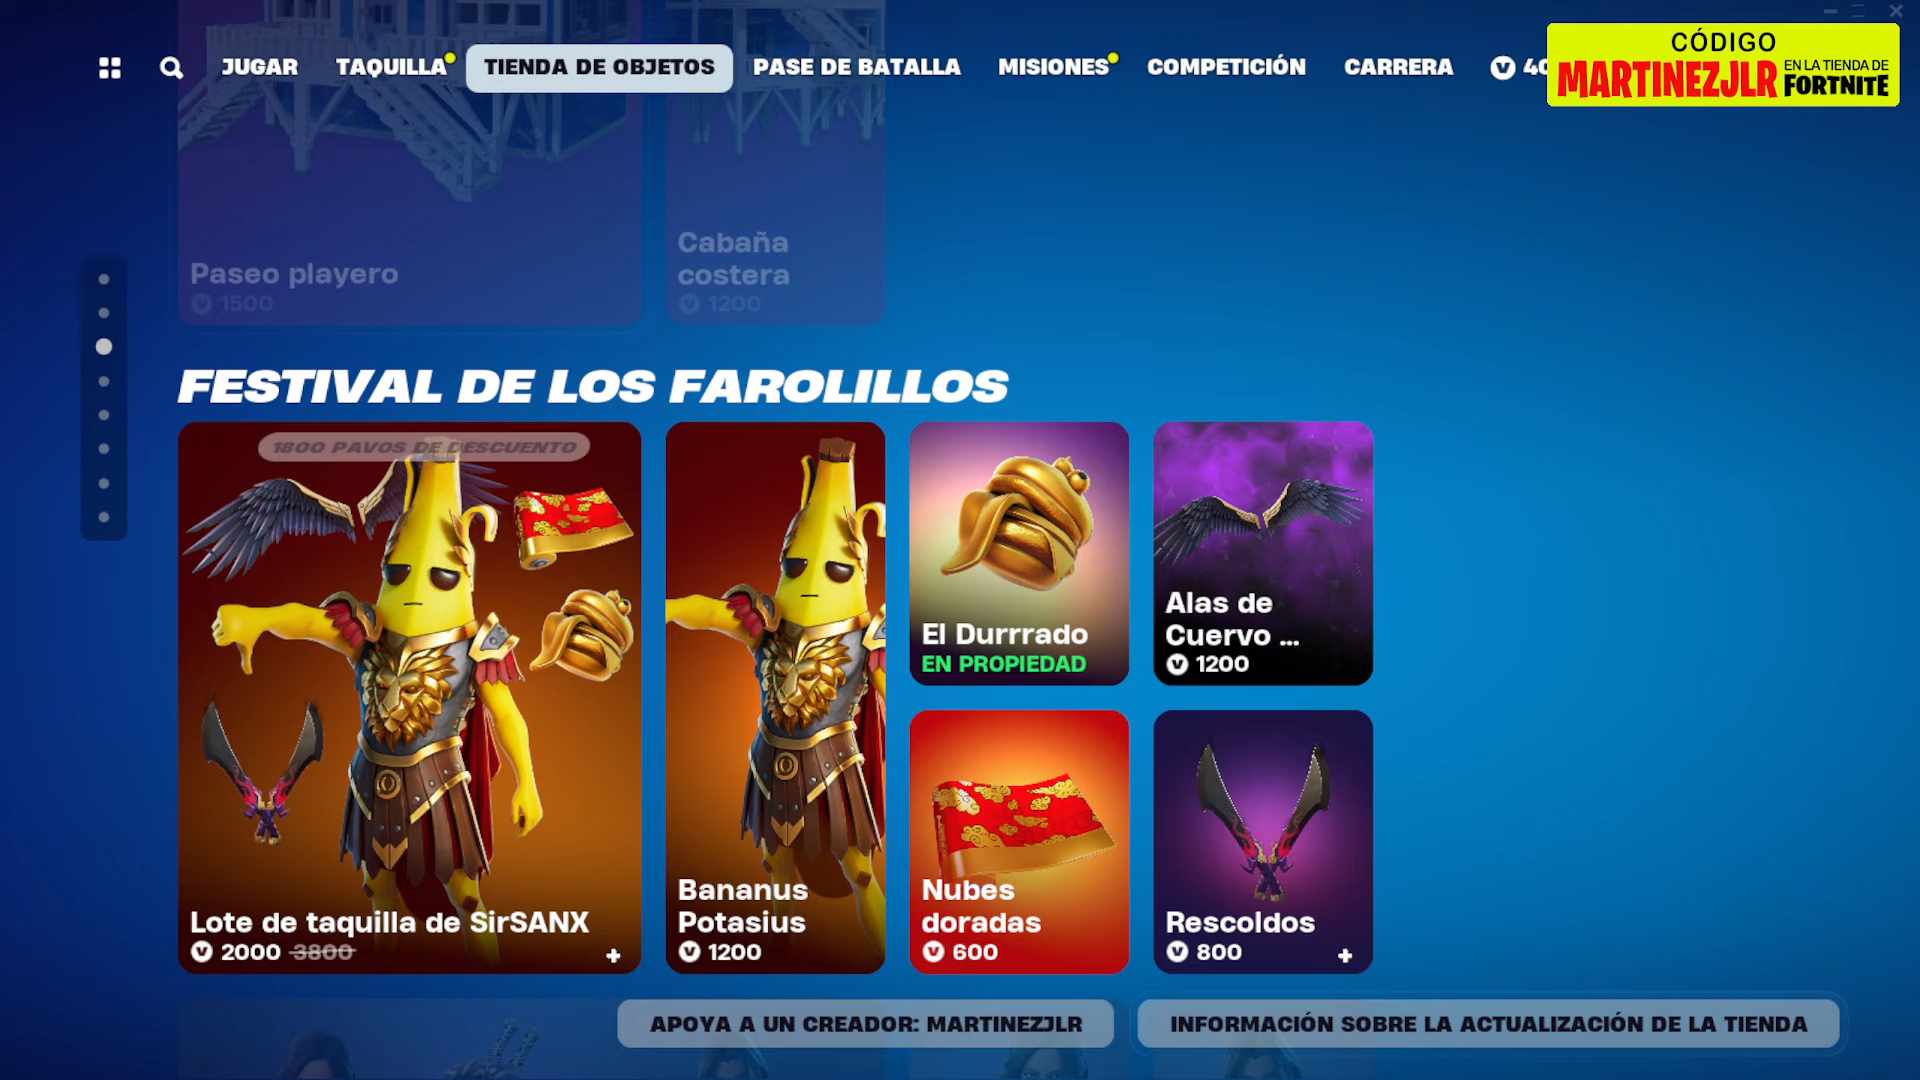 JUGAR
TAQUILLA
TIENDA DE OBJETOS
PASE DE BATALLA
MISIONES
COMPETICIÓN
CARRERA
CÓDIGO
MARTINEZJLR
EN LA TIENDA DE
FORTNITE
Paseo playero
1500
Cabaña
costera
1200
FESTIVAL DE LOS FAROLILLOS
1800 PAVOS DE DESCUENTO
Lote de taquilla de SirSANX
2000 3800
Bananus
Potasius
1200
El Durrrado
EN PROPIEDAD
Alas de
Cuervo ...
1200
Nubes
doradas
600
Rescoldos
800
APOYA A UN CREADOR: MARTINEZJLR
INFORMACIÓN SOBRE LA ACTUALIZACIÓN DE LA TIENDA